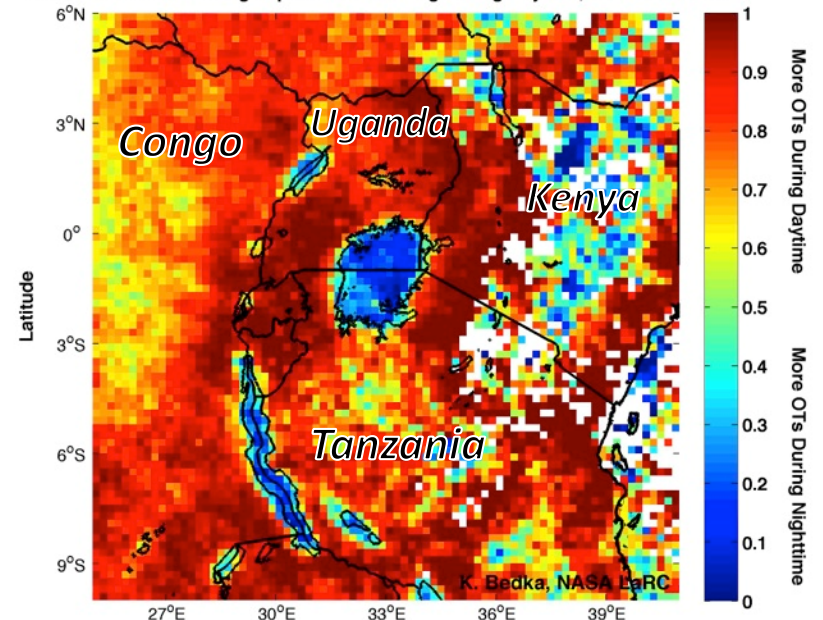 6°N
3°N
0°
3°S
6°S
9°S
Latitude
27°E
30°E
33°E
36°E
39°E
Congo
Uganda
Kenya
Tanzania
K. Bedka, NASA LaRC
1
0.9
0.8
0.7
0.6
0.5
0.4
0.3
0.2
0.1
0
More OTs During Daytime
More OTs During Nighttime